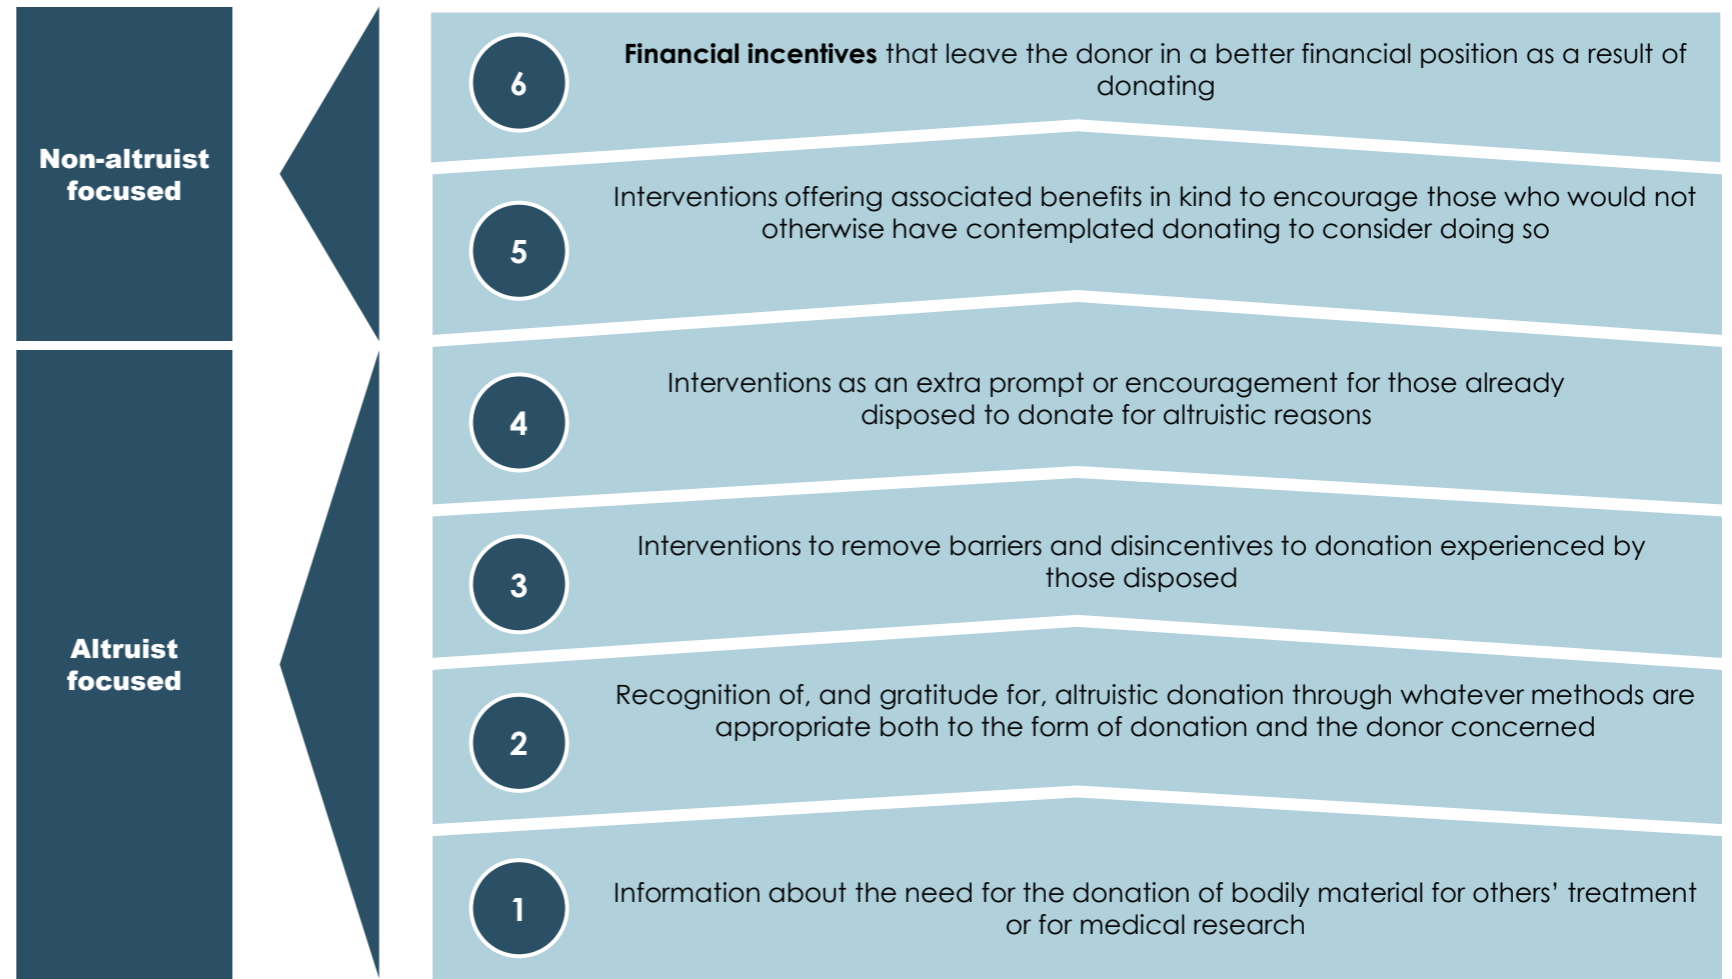 Non-altruist
focused
6
Financial incentives that leave the donor in a better financial position as a result of
donating
5
Interventions offering associated benefits in kind to encourage those who would not
otherwise have contemplated donating to consider doing so
4
Interventions as an extra prompt or encouragement for those already
disposed to donate for altruistic reasons
Altruist
focused
3
Interventions to remove barriers and disincentives to donation experienced by
those disposed
2
Recognition of, and gratitude for, altruistic donation through whatever methods are
appropriate both to the form of donation and the donor concerned
1
Information about the need for the donation of bodily material for others’ treatment
or for medical research